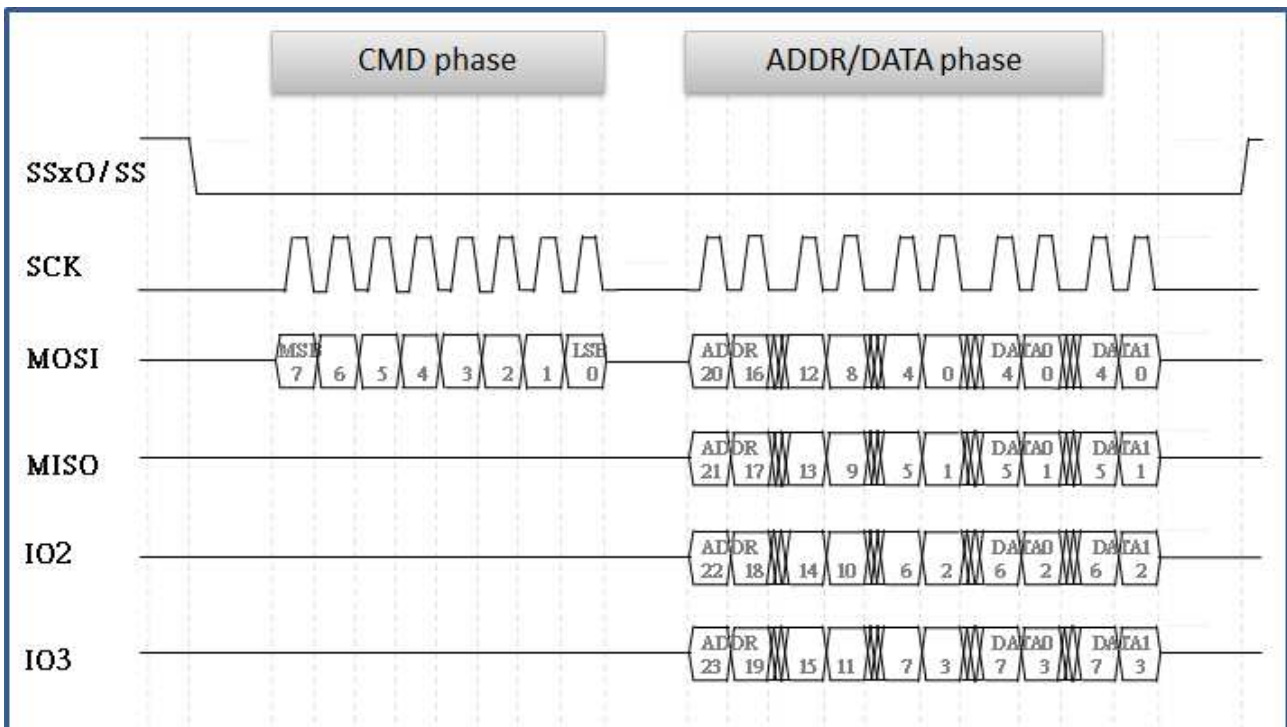 CMD phase ADDR/DATA phase
SSxO/SS
SCK
MOSI MSB LSB ADDR DATA0 DATA1
7 6 5 4 3 2 1 0 20 16 12 8 4 0 4 0 4 0
MISO ADDR DATA0 DATA1
21 17 13 9 5 1 5 1 5 1
IO2 ADDR DATA0 DATA1
22 18 14 10 6 2 6 2 6 2
IO3 ADDR DATA0 DATA1
23 19 15 11 7 3 7 3 7 3